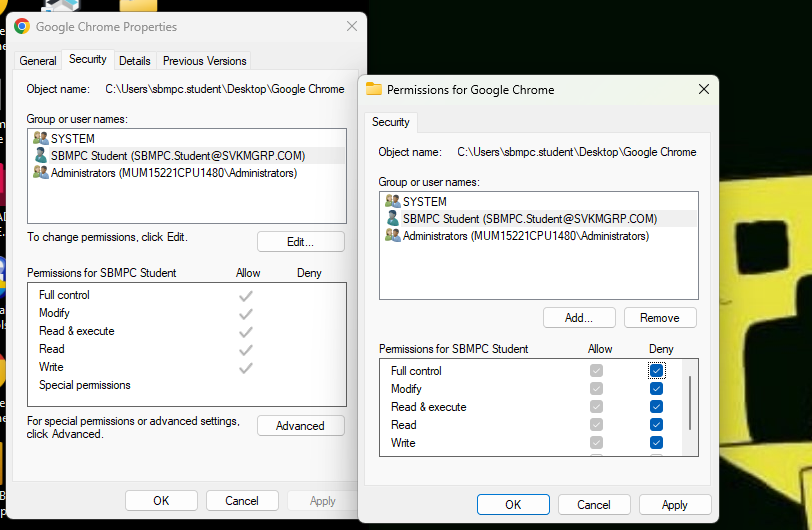 Google Chrome Properties
General Security Details Previous Versions
Object name: C:\Users\sbmpc.student\Desktop\Google Chrome
Group or user names:
SYSTEM
SBMPC Student (SBMPC.Student@SVKMGRP.COM)
Administrators (MUM15221CPU1480\Administrators)
To change permissions, click Edit.
Edit...
Permissions for SBMPC Student Allow Deny
Full control
Modify
Read & execute
Read
Write
Special permissions
For special permissions or advanced settings,
click Advanced.
Advanced
OK Cancel Apply
Permissions for Google Chrome
Security
Object name: C:\Users\sbmpc.student\Desktop\Google Chrome
Group or user names:
SYSTEM
SBMPC Student (SBMPC.Student@SVKMGRP.COM)
Administrators (MUM15221CPU1480\Administrators)
Add... Remove
Permissions for SBMPC Student Allow Deny
Full control
Modify
Read & execute
Read
Write
OK Cancel Apply